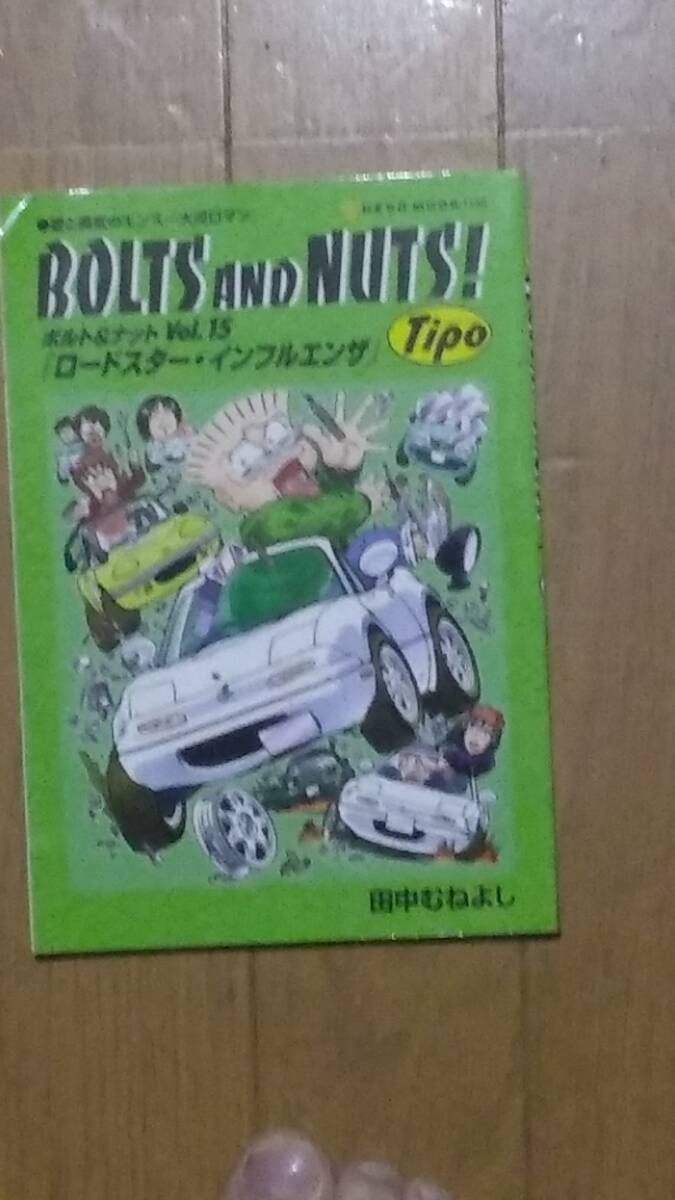 BOLTS AND NUTS!
ボルト&ナット Vol.15
Tipo
「ロードスター・インフルエンザ」
田中むねよし